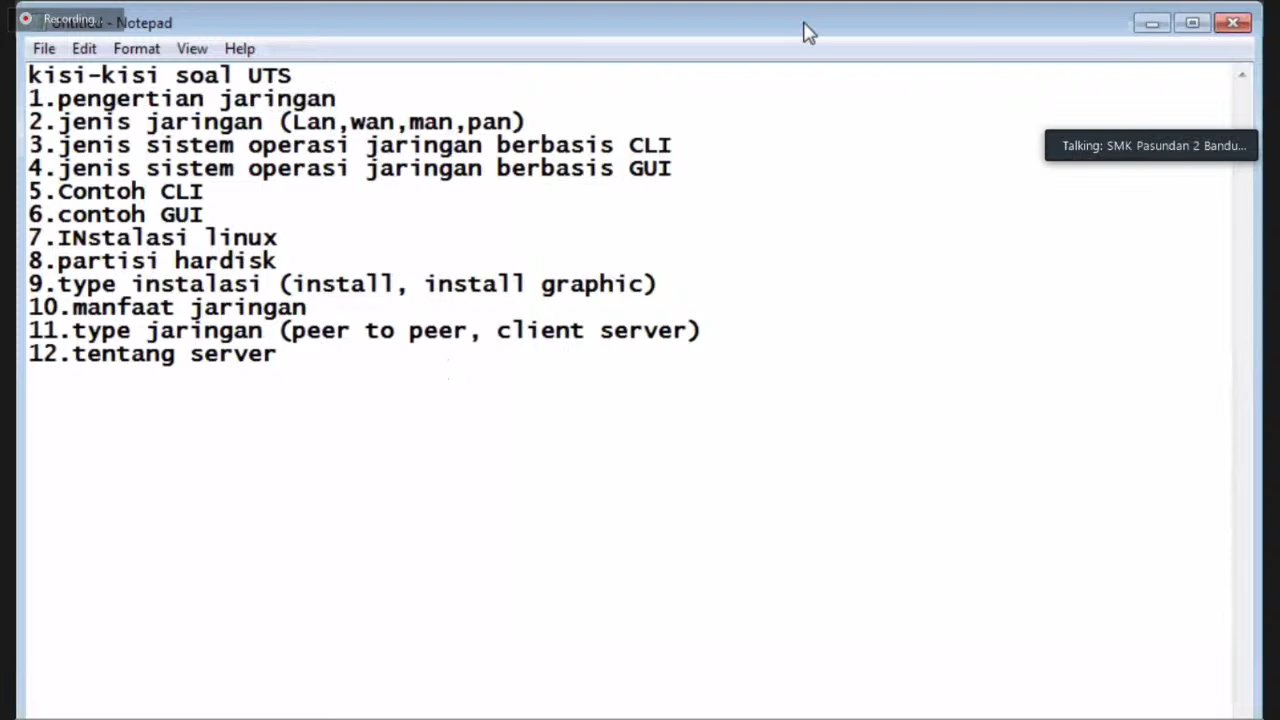 Recording...
Untitled - Notepad
File Edit Format View Help
kisi-kisi soal UTS
1.pengertian jaringan
2.jenis jaringan (Lan,wan,man,pan)
3.jenis sistem operasi jaringan berbasis CLI
4.jenis sistem operasi jaringan berbasis GUI
5.Contoh CLI
6.contoh GUI
7.INstalasi linux
8.partisi hardisk
9.type instalasi (install, install graphic)
10.manfaat jaringan
11.type jaringan (peer to peer, client server)
12.tentang server
Talking: SMK Pasundan 2 Bandu...